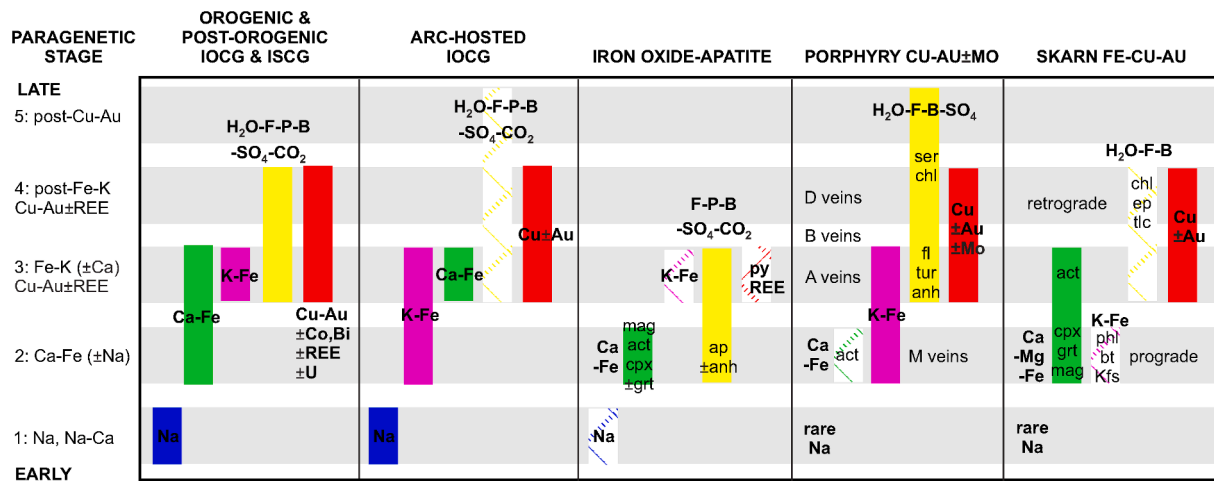 PARAGENETIC
STAGE
OROGENIC &
POST-OROGENIC
IOCG & ISCG
ARC-HOSTED
IOCG
IRON OXIDE-APATITE
PORPHYRY CU-AU±MO
SKARN FE-CU-AU
LATE
5: post-Cu-Au
4: post-Fe-K
Cu-Au±REE
3: Fe-K (±Ca)
Cu-Au±REE
2: Ca-Fe (±Na)
1: Na, Na-Ca
EARLY
H₂O-F-P-B
-SO₄-CO₂
K-Fe
Ca-Fe
Cu-Au
±Co,Bi
±REE
±U
Na
H₂O-F-P-B
-SO₄-CO₂
Cu±Au
Ca-Fe
K-Fe
Na
F-P-B
-SO₄-CO₂
K-Fe
py
REE
Ca
-Fe
mag
act
cpx
±grt
ap
±anh
Na
H₂O-F-B-SO₄
ser
chl
D veins
B veins
A veins
Cu
±Au
±Mo
fl
tur
anh
K-Fe
Ca
-Fe
act
M veins
rare
Na
H₂O-F-B
chl
ep
tlc
retrograde
Cu
±Au
act
K-Fe
Ca
-Mg
-Fe
cpx
grt
mag
phl
bt
Kfs
prograde
rare
Na